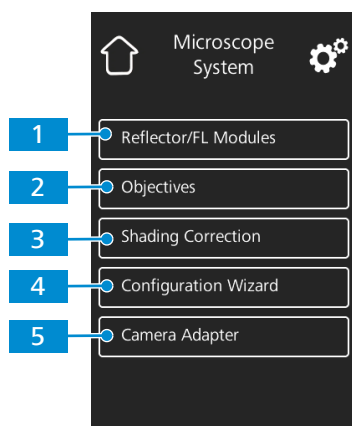 Microscope
System
1 Reflector/FL Modules
2 Objectives
3 Shading Correction
4 Configuration Wizard
5 Camera Adapter